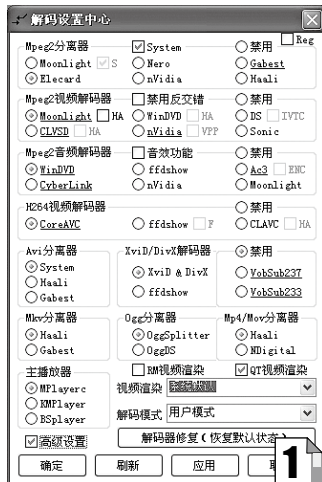 解码设置中心
Mpeg2分离器 System 禁用 Reg
Moonlight S Nero Gabest
Elecard nVidia Haali
Mpeg2视频解码器 禁用反交错 禁用
Moonlight HA WinDVD HA DS IVTC
CLVSD HA nVidia VPP Sonic
Mpeg2音频解码器 音效功能 禁用
WinDVD ffdshow Ac3 ENC
CyberLink nVidia Moonlight
H264视频解码器 禁用
CoreAVC ffdshow F CLAVC HA
Avi分离器 XviD/DivX解码器 禁用
System XviD & DivX VobSub237
Haali ffdshow VobSub233
Gabest
Mkv分离器 Ogg分离器 Mp4/Mov分离器
Haali OggSplitter Haali
Gabest OggDS NDigital
主播放器 RM视频渲染 QT视频渲染
MPlayerc 视频渲染
KMPlayer 解码模式 用户模式
BSplayer
高级设置 解码器修复(恢复默认状态)
确定 刷新 应用
1